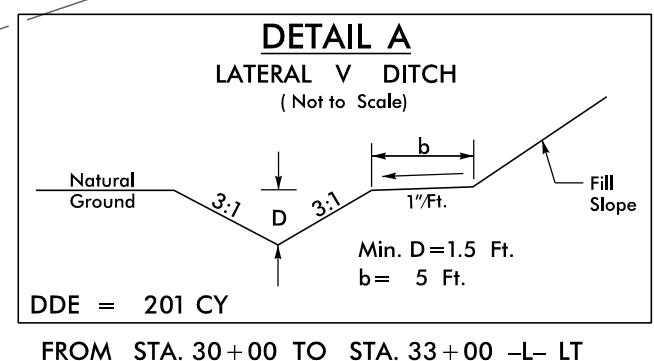 DETAIL A
LATERAL V DITCH
( Not to Scale)
b
Natural
Ground
3:1
D
3:1
1"/Ft.
Fill
Slope
Min. D=1.5 Ft.
b= 5 Ft.
DDE = 201 CY
FROM STA. 30+00 TO STA. 33+00 -L- LT